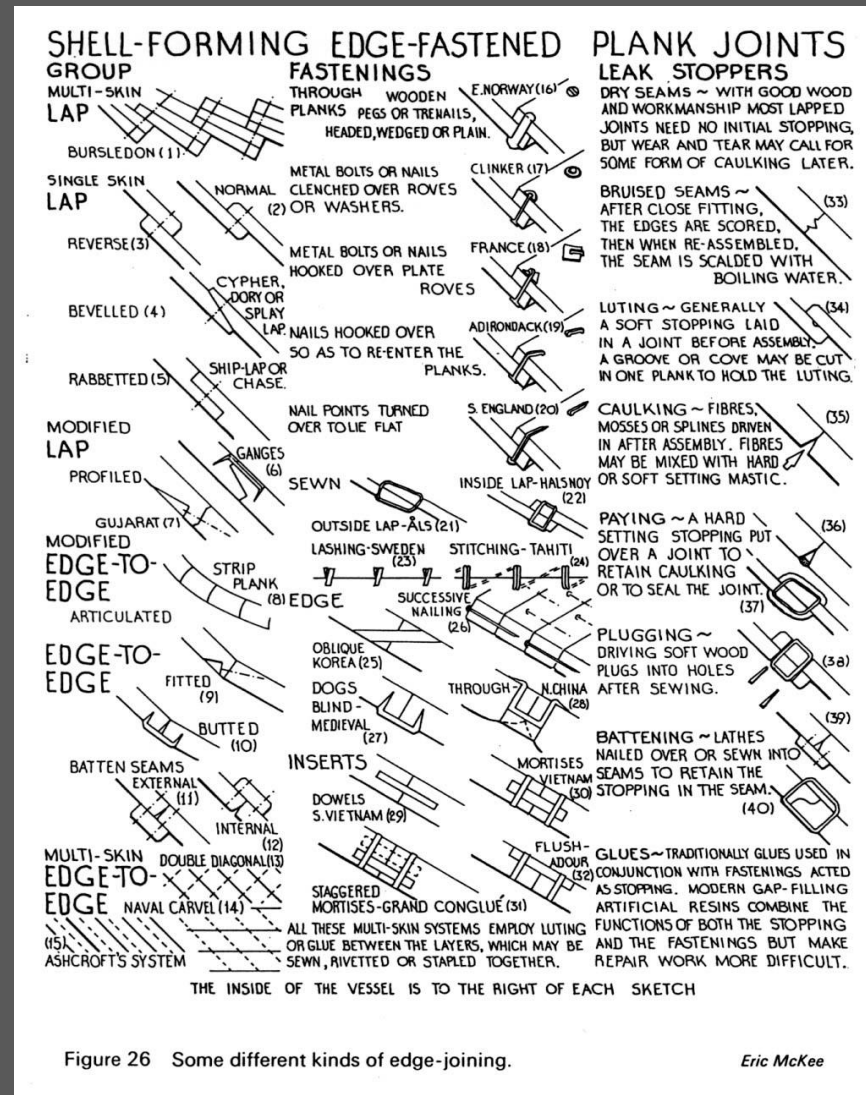 SHELL-FORMING EDGE-FASTENED PLANK JOINTS
GROUP
MULTI-SKIN
LAP
BURSLEDON (1)
SINGLE SKIN
LAP
NORMAL
(2)
REVERSE (3)
BEVELLED (4)
CYPHER,
DORY OR
SPLAY
LAP.
RABBETTED (5)
SHIP-LAP OR
CHASE.
MODIFIED
LAP
GANGES
(6)
PROFILED
GUJARAT (7)
MODIFIED
EDGE-TO-
EDGE
STRIP
PLANK
(8)
ARTICULATED
EDGE-TO-
EDGE
FITTED
(9)
BUTTED
(10)
BATTEN SEAMS
EXTERNAL
(11)
INTERNAL
(12)
MULTI-SKIN DOUBLE DIAGONAL (13)
EDGE-TO-
EDGE NAVAL CARVEL (14)
(15)
ASHCROFT'S SYSTEM
FASTENINGS
THROUGH WOODEN
PLANKS PEGS OR TRENAILS,
HEADED, WEDGED OR PLAIN.
E. NORWAY (16)
METAL BOLTS OR NAILS
CLENCHED OVER ROVES
OR WASHERS.
CLINKER (17)
METAL BOLTS OR NAILS
HOOKED OVER PLATE
ROVES
FRANCE (18)
NAILS HOOKED OVER
SO AS TO RE-ENTER THE
PLANKS.
ADIRONDACK (19)
NAIL POINTS TURNED
OVER TO LIE FLAT
S. ENGLAND (20)
SEWN
OUTSIDE LAP-ÅLS (21)
INSIDE LAP-HALSNOY
(22)
LASHING-SWEDEN
(23)
STITCHING-TAHITI
(24)
EDGE
OBLIQUE
KOREA (25)
SUCCESSIVE
NAILING
(26)
DOGS
BLIND-
MEDIEVAL
(27)
THROUGH-N.CHINA
(28)
INSERTS
DOWELS
S.VIETNAM (29)
MORTISES
VIETNAM
(30)
STAGGERED
MORTISES-GRAND CONGLUÉ (31)
FLUSH-
ADOUR
(32)
ALL THESE MULTI-SKIN SYSTEMS EMPLOY LUTING
OR GLUE BETWEEN THE LAYERS, WHICH MAY BE
SEWN, RIVETTED OR STAPLED TOGETHER.
LEAK STOPPERS
DRY SEAMS ~ WITH GOOD WOOD
AND WORKMANSHIP MOST LAPPED
JOINTS NEED NO INITIAL STOPPING,
BUT WEAR AND TEAR MAY CALL FOR
SOME FORM OF CAULKING LATER.
BRUISED SEAMS ~
AFTER CLOSE FITTING,
THE EDGES ARE SCORED,
THEN WHEN RE-ASSEMBLED,
THE SEAM IS SCALDED WITH
BOILING WATER.
(33)
LUTING ~ GENERALLY
A SOFT STOPPING LAID
IN A JOINT BEFORE ASSEMBLY.
A GROOVE OR COVE MAY BE CUT
IN ONE PLANK TO HOLD THE LUTING.
(34)
CAULKING ~ FIBRES,
MOSSES OR SPLINES DRIVEN
IN AFTER ASSEMBLY. FIBRES
MAY BE MIXED WITH HARD
OR SOFT SETTING MASTIC.
(35)
PAYING ~ A HARD
SETTING STOPPING PUT
OVER A JOINT TO
RETAIN CAULKING
OR TO SEAL THE JOINT.
(36)
(37)
PLUGGING ~
DRIVING SOFT WOOD
PLUGS INTO HOLES
AFTER SEWING.
(38)
BATTENING ~ LATHES
NAILED OVER OR SEWN INTO
SEAMS TO RETAIN THE
STOPPING IN THE SEAM.
(39)
(40)
GLUES ~ TRADITIONALLY GLUES USED IN
CONJUNCTION WITH FASTENINGS ACTED
AS STOPPING. MODERN GAP-FILLING
ARTIFICIAL RESINS COMBINE THE
FUNCTIONS OF BOTH THE STOPPING
AND THE FASTENINGS BUT MAKE
REPAIR WORK MORE DIFFICULT.
THE INSIDE OF THE VESSEL IS TO THE RIGHT OF EACH SKETCH
Figure 26 Some different kinds of edge-joining.
Eric McKee